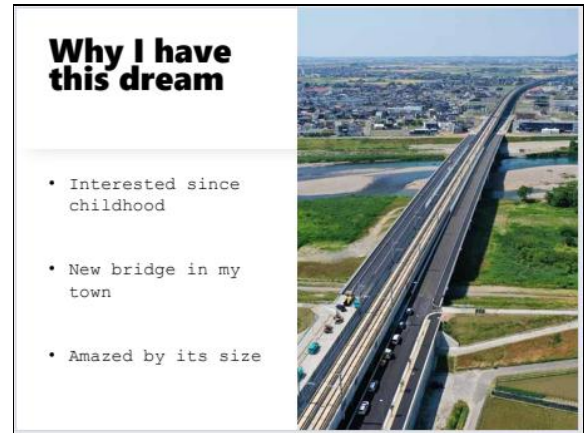 Why I have
this dream
• Interested since
childhood
• New bridge in my
town
• Amazed by its size